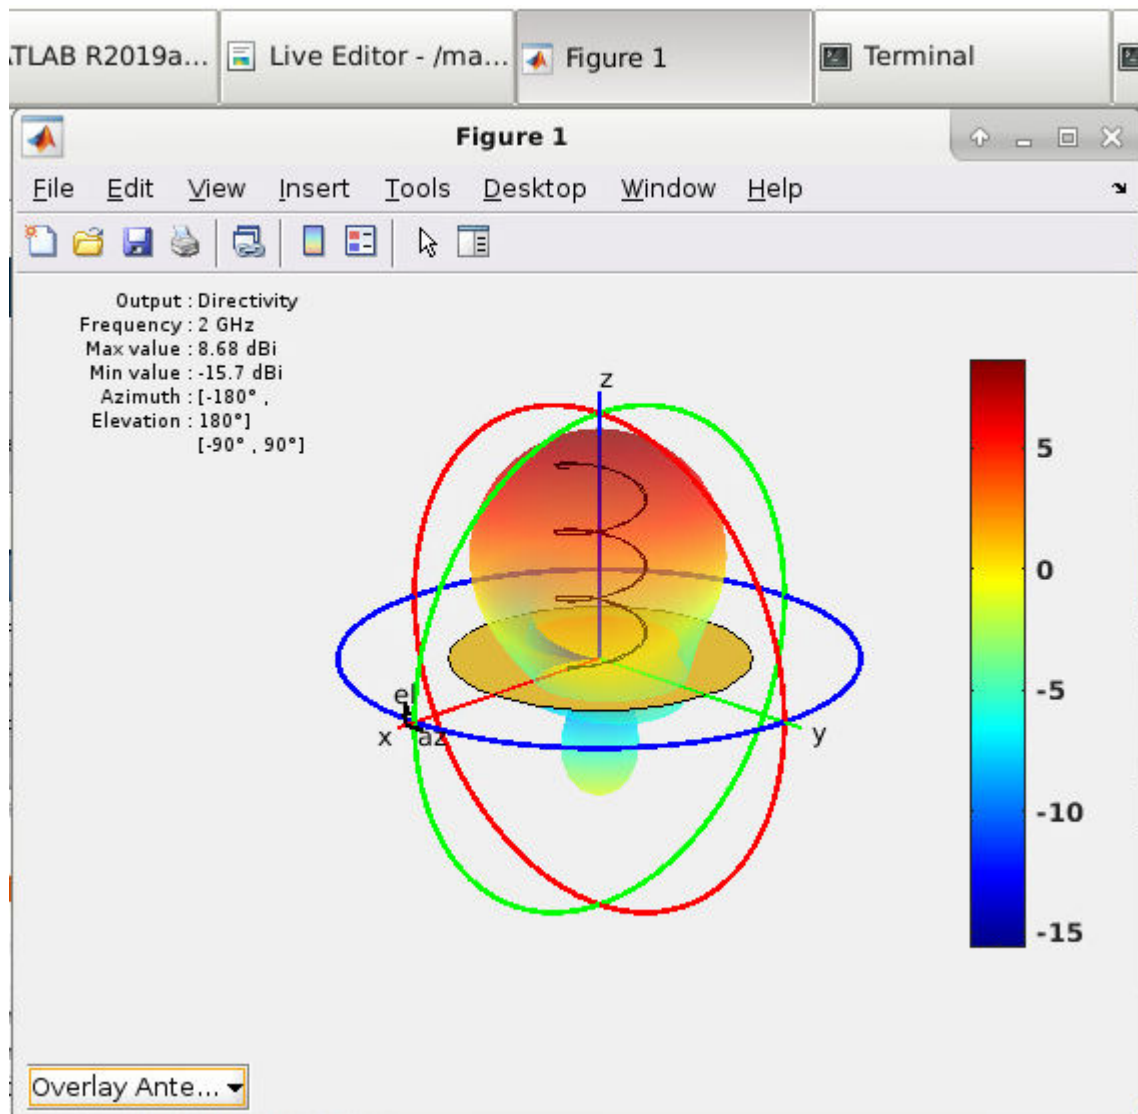 TLAB R2019a...
Live Editor - /ma...
Figure 1
Terminal
Figure 1
File Edit View Insert Tools Desktop Window Help
Output : Directivity
Frequency : 2 GHz
Max value : 8.68 dBi
Min value : -15.7 dBi
Azimuth : [-180° ,
Elevation : 180°]
[-90° , 90°]
z
el
x
az
y
5
0
-5
-10
-15
Overlay Ante...